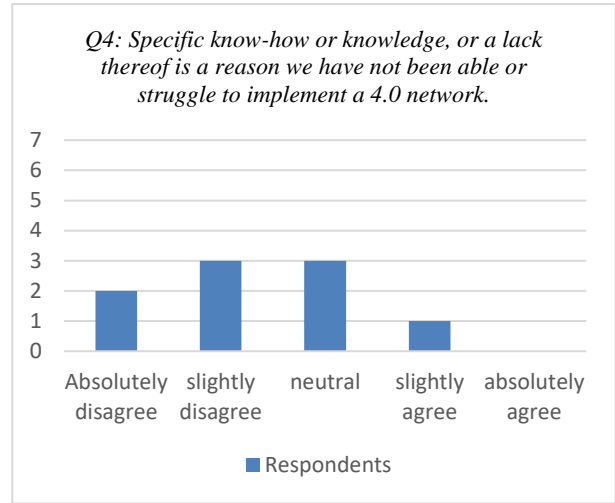 Q4: Specific know-how or knowledge, or a lack
thereof is a reason we have not been able or
struggle to implement a 4.0 network.
7
6
5
4
3
2
1
0
Absolutely disagree
slightly disagree
neutral
slightly agree
absolutely agree
Respondents